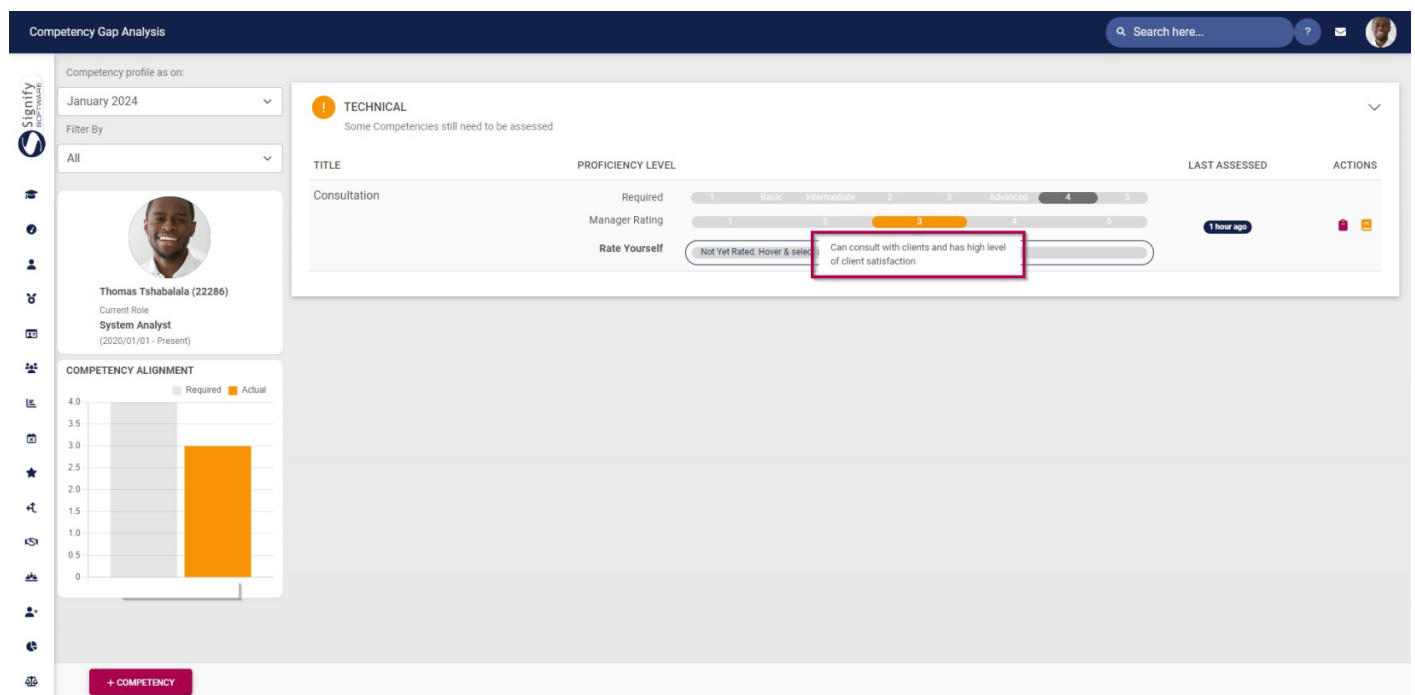 Competency Gap Analysis
Search here...
?
Signify
SOFTWARE
Competency profile as on:
January 2024
Filter By
All
Thomas Tshabalala (22286)
Current Role
System Analyst
(2020/01/01 - Present)
COMPETENCY ALIGNMENT
Required Actual
4.0
3.5
3.0
2.5
2.0
1.5
1.0
0.5
0
! TECHNICAL
Some Competencies still need to be assessed
TITLE PROFICIENCY LEVEL LAST ASSESSED ACTIONS
Consultation
Required 1 Basic Intermediate 2 3 Advanced 4 5
Manager Rating 1 2 3 4 5
1 hour ago
Rate Yourself Not Yet Rated. Hover & selec
Can consult with clients and has high level
of client satisfaction
+ COMPETENCY